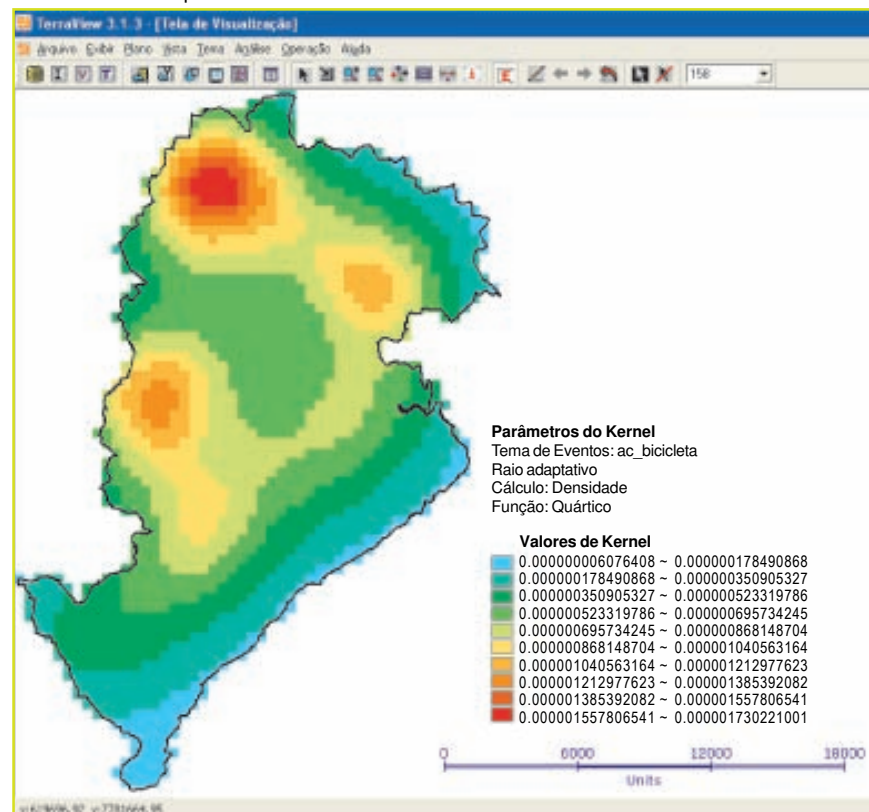 TerraView 3.1.3 - [Tela de Visualização]
Arquivo Exibir Plano Vista Tema Análise Operação Ajuda
158
Parâmetros do Kernel
Tema de Eventos: ac_bicicleta
Raio adaptativo
Cálculo: Densidade
Função: Quártico
Valores de Kernel
0.000000006076408 ~ 0.000000178490868
0.000000178490868 ~ 0.000000350905327
0.000000350905327 ~ 0.000000523319786
0.000000523319786 ~ 0.000000695734245
0.000000695734245 ~ 0.000000868148704
0.000000868148704 ~ 0.000001040563164
0.000001040563164 ~ 0.000001212977623
0.000001212977623 ~ 0.000001385392082
0.000001385392082 ~ 0.000001557806541
0.000001557806541 ~ 0.000001730221001
0 6000 12000 18000
Units